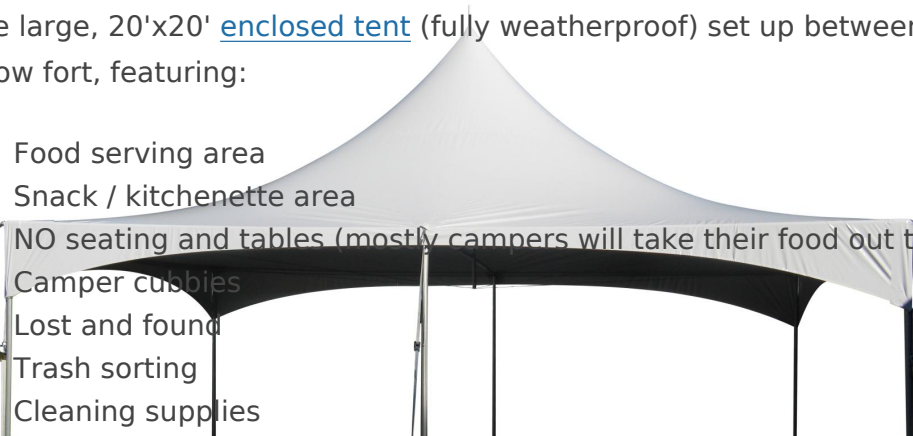 e large, 20'x20' enclosed tent (fully weatherproof) set up between
ow fort, featuring:
Food serving area
Snack / kitchenette area
NO seating and tables (mostly campers will take their food out t
Camper cubbies
Lost and found
Trash sorting
Cleaning supplies